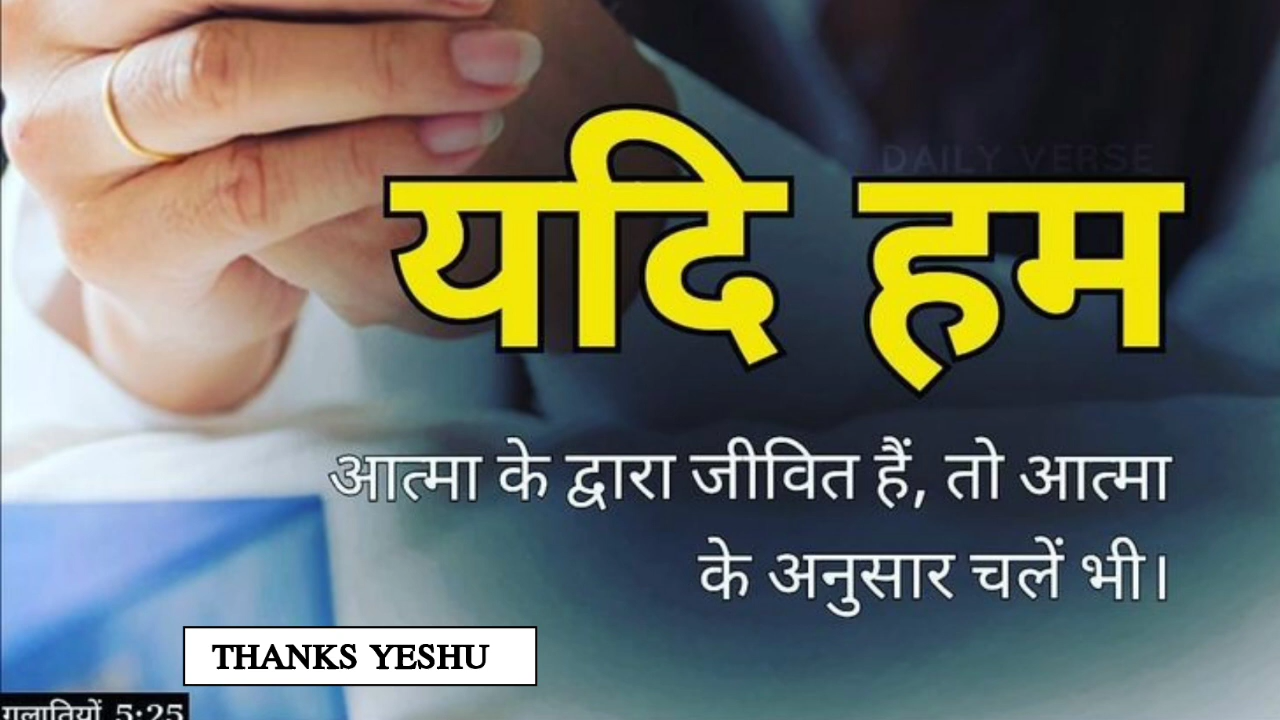 DAILY VERSE
यदि हम
आत्मा के द्वारा जीवित हैं, तो आत्मा
के अनुसार चलें भी।
THANKS YESHU
गलातियों 5:25